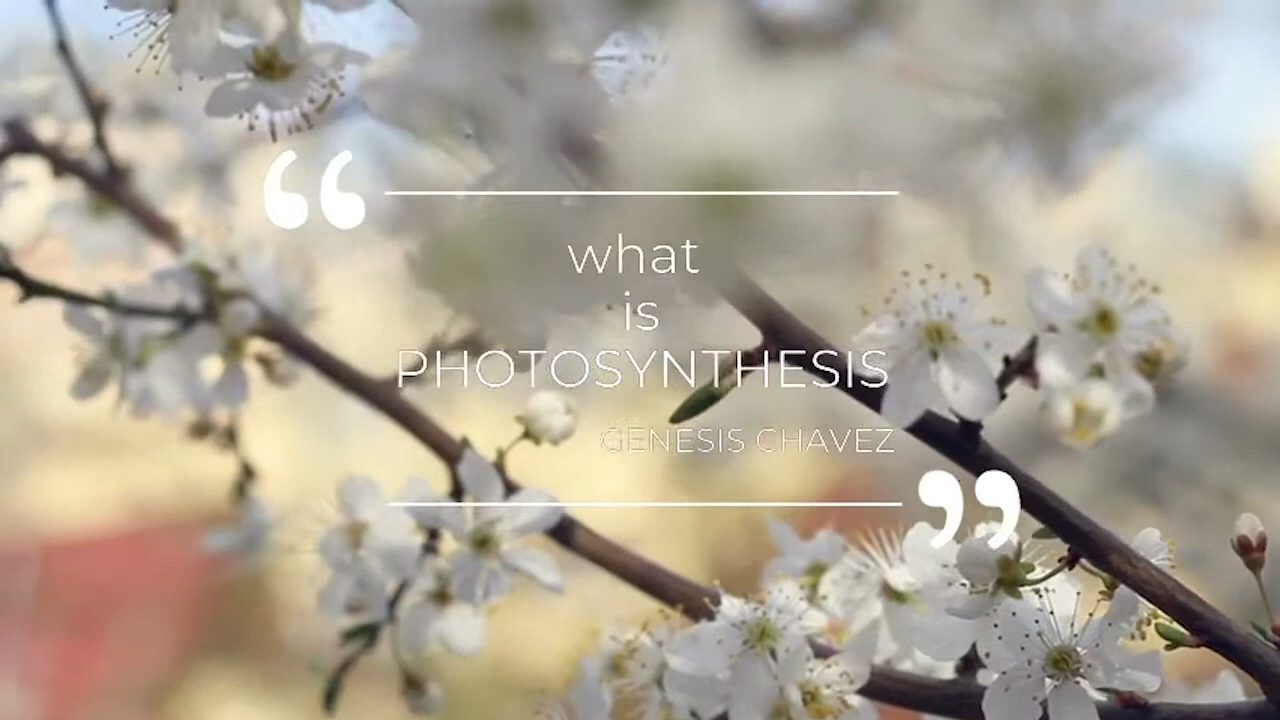 “
what
is
PHOTOSYNTHESIS
GENESIS CHAVEZ
”